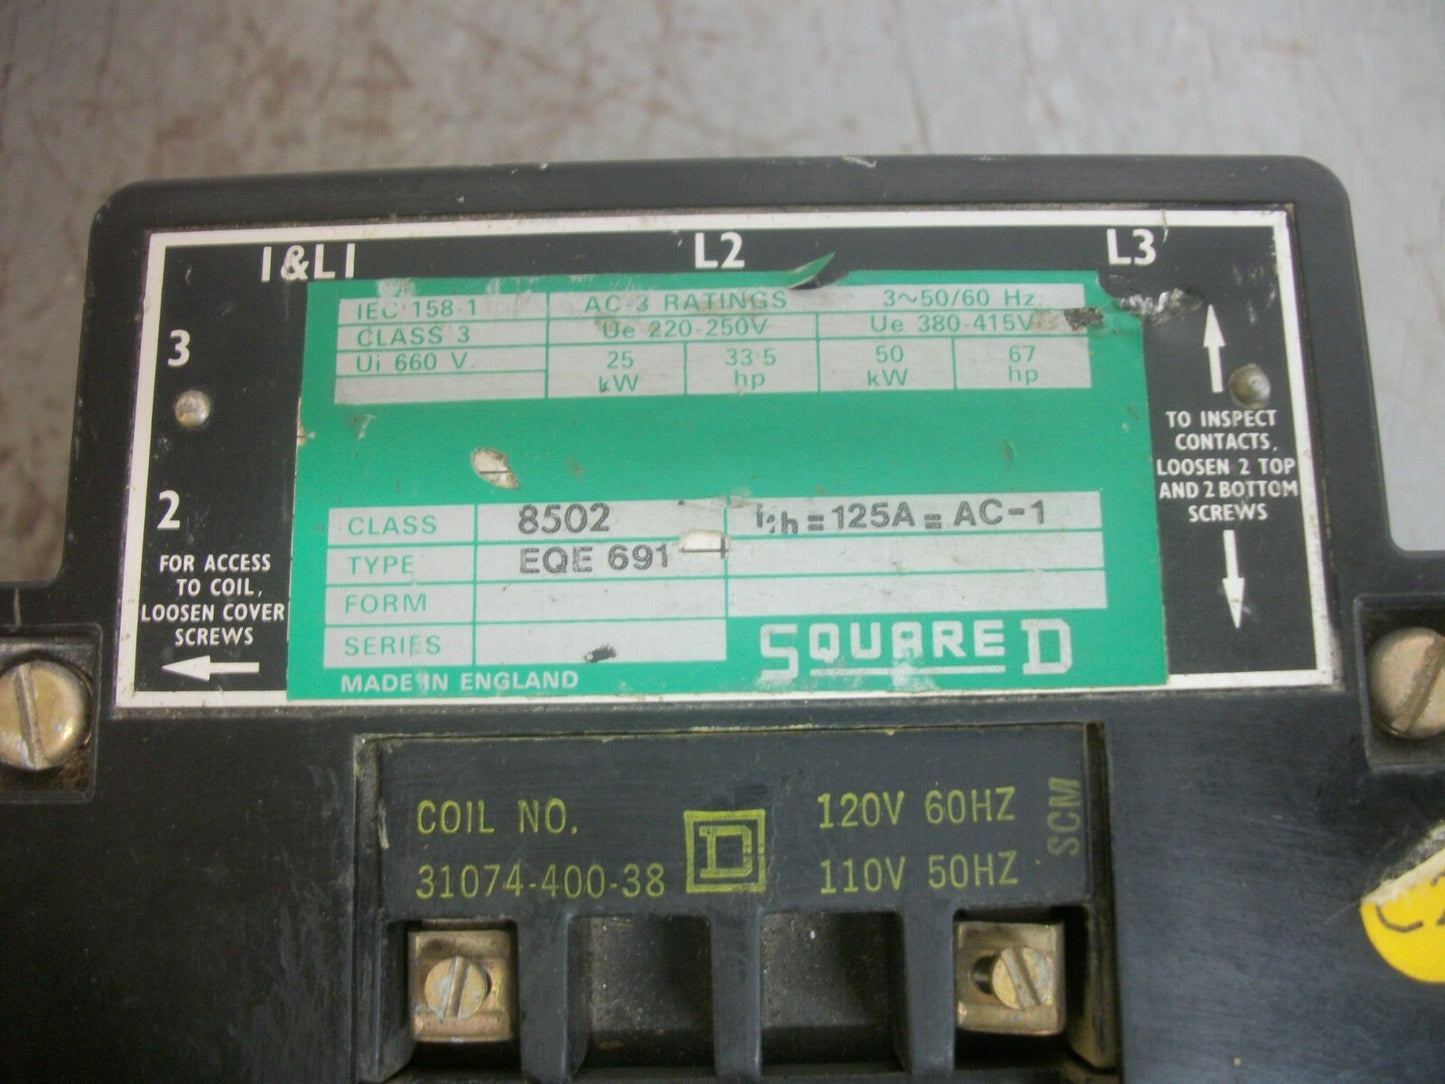 1&L1 L2 L3
3
2
FOR ACCESS
TO COIL,
LOOSEN COVER
SCREWS
IEC 158-1 AC-3 RATINGS 3~50/60 Hz.
CLASS 3 Ue 220-250V Ue 380-415V
Ui 660 V 25 kW 33·5 hp 50 kW 67 hp
CLASS 8502 Ith = 125A = AC-1
TYPE EQE 691
FORM
SERIES
MADE IN ENGLAND
SQUARE D
TO INSPECT
CONTACTS,
LOOSEN 2 TOP
AND 2 BOTTOM
SCREWS
COIL NO.
31074-400-38
D
120V 60HZ
110V 50HZ
SCM